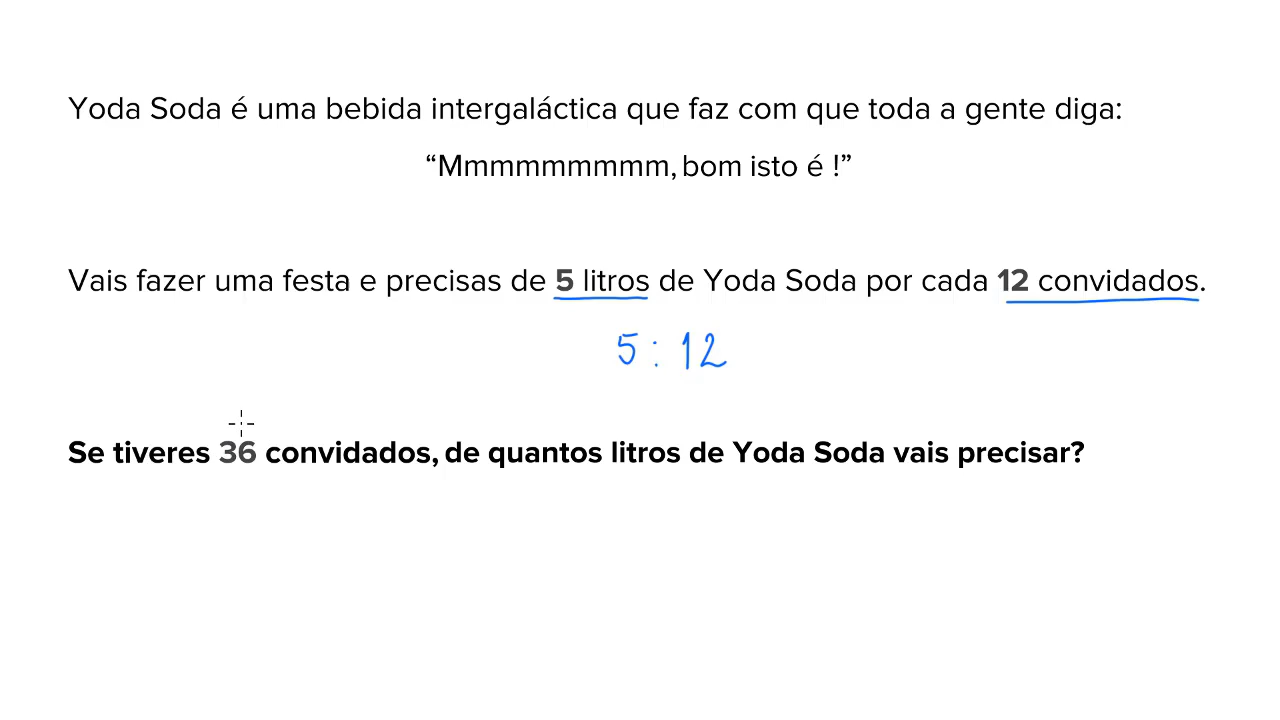 Yoda Soda é uma bebida intergaláctica que faz com que toda a gente diga:
“Mmmmmmmmm, bom isto é !”
Vais fazer uma festa e precisas de 5 litros de Yoda Soda por cada 12 convidados.
5 : 12
Se tiveres 36 convidados, de quantos litros de Yoda Soda vais precisar?